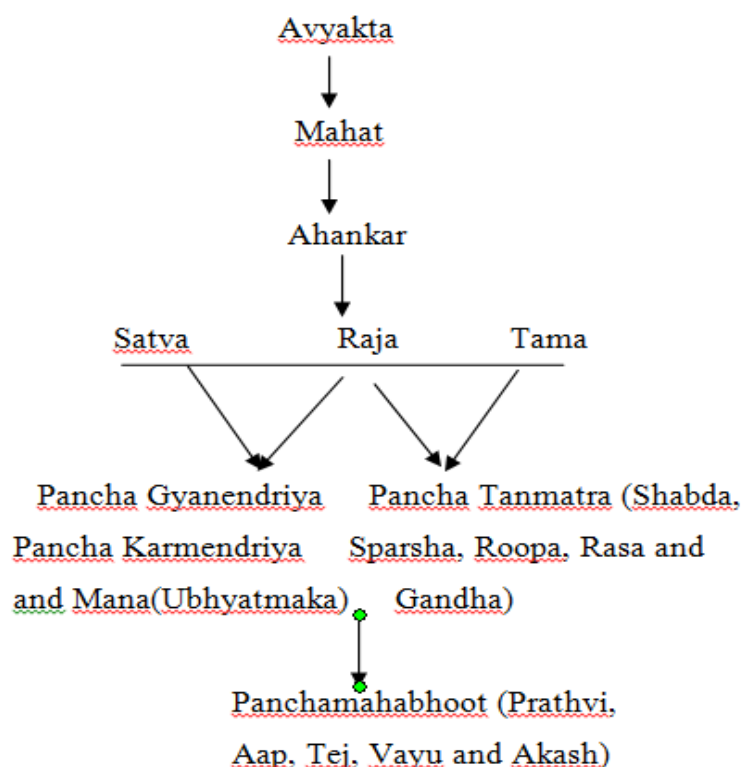 Avyakta
Mahat
Ahankar
Satva Raja Tama
Pancha Gyanendriya Pancha Tanmatra (Shabda,
Pancha Karmendriya Sparsha, Roopa, Rasa and
and Mana(Ubhyatmaka) Gandha)
Panchamahabhoot (Prathvi,
Aap, Tej, Vayu and Akash)